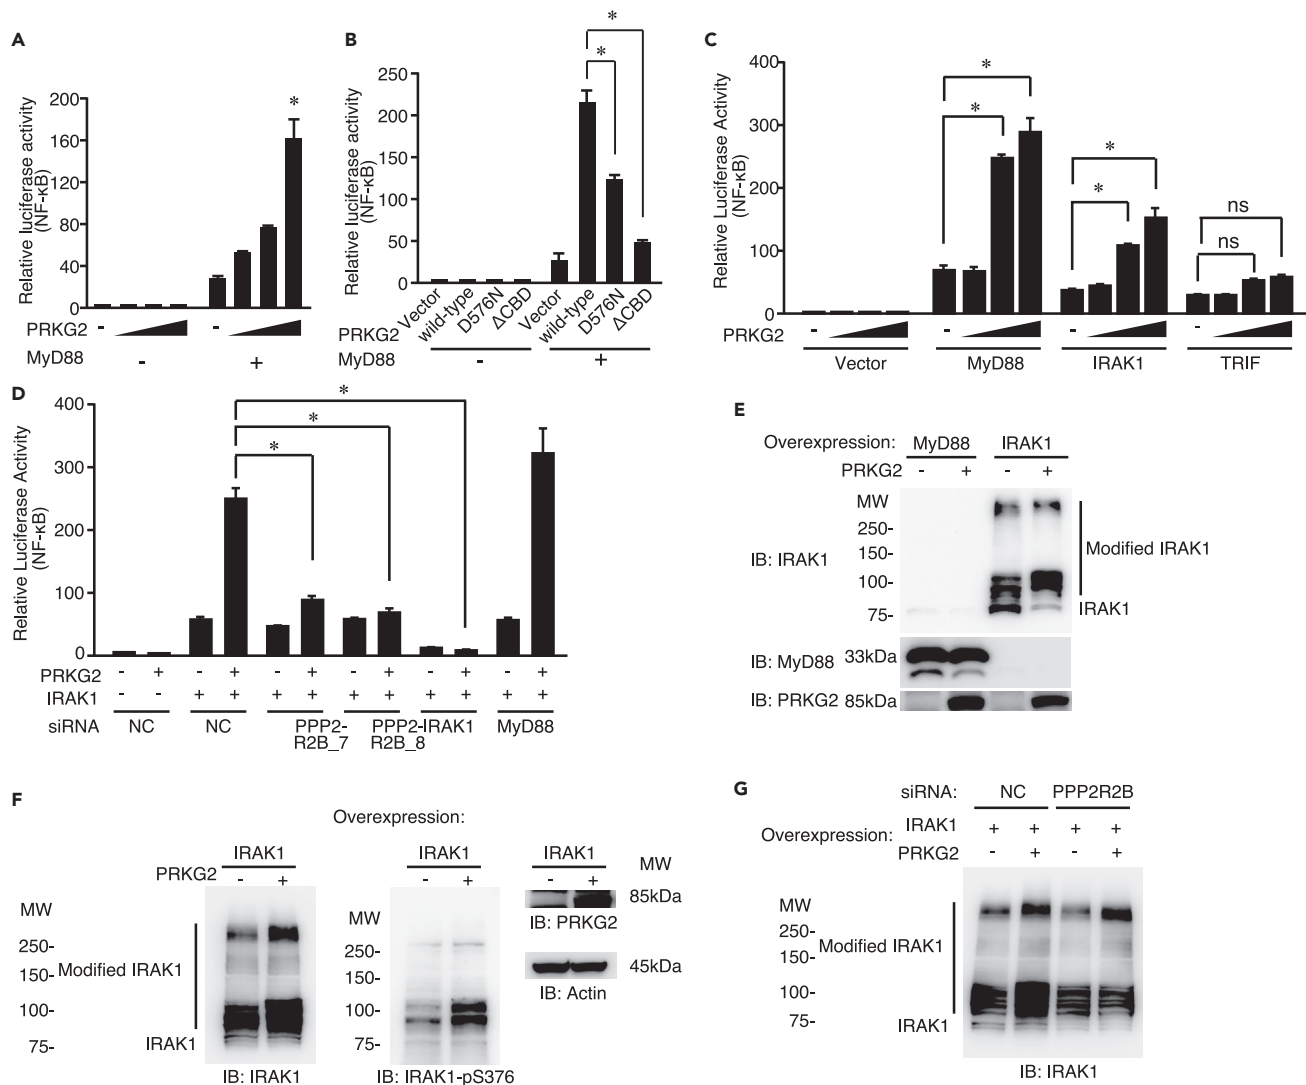 A
Relative luciferase activity
(NF-κB)
200
160
120
80
40
0
*
PRKG2
-
-
MyD88
-
+
B
Relative luciferase activity
(NF-κB)
250
200
150
100
50
0
*
*
PRKG2
Vector
wild-type
D576N
ΔCBD
Vector
wild-type
D576N
ΔCBD
MyD88
-
+
C
Relative Luciferase Activity
(NF-κB)
400
300
200
100
0
*
*
*
*
ns
ns
PRKG2
-
-
-
-
Vector
MyD88
IRAK1
TRIF
D
Relative Luciferase Activity
(NF-κB)
400
300
200
100
0
*
*
*
PRKG2 - + - + - + - + - + - +
IRAK1 - - + + + + + + + + + +
siRNA NC NC PPP2-R2B_7 PPP2-R2B_8 IRAK1 MyD88
E
Overexpression: MyD88 IRAK1
PRKG2 - + - +
MW
250-
150-
100-
75-
IB: IRAK1
Modified IRAK1
IRAK1
IB: MyD88 33kDa
IB: PRKG2 85kDa
F
Overexpression:
IRAK1
PRKG2 - +
MW
250-
150-
100-
75-
Modified IRAK1
IRAK1
IB: IRAK1
IRAK1
- +
MW
250-
150-
100-
75-
IB: IRAK1-pS376
IRAK1
- +
MW
85kDa
IB: PRKG2
45kDa
IB: Actin
G
siRNA: NC PPP2R2B
Overexpression:
IRAK1 + + + +
PRKG2 - + - +
MW
250-
150-
100-
75-
Modified IRAK1
IRAK1
IB: IRAK1